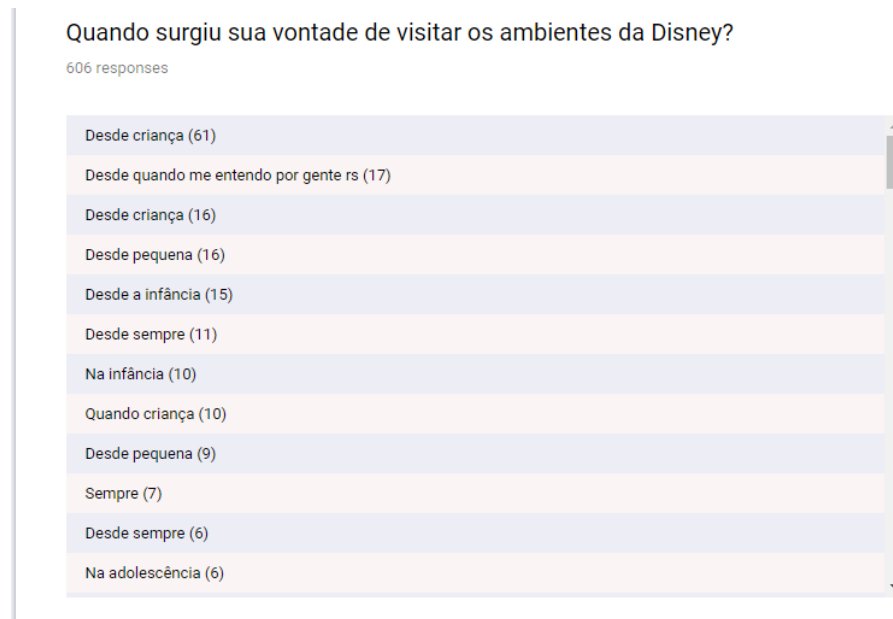 Quando surgiu sua vontade de visitar os ambientes da Disney?
606 responses
Desde criança (61)
Desde quando me entendo por gente rs (17)
Desde criança (16)
Desde pequena (16)
Desde a infância (15)
Desde sempre (11)
Na infância (10)
Quando criança (10)
Desde pequena (9)
Sempre (7)
Desde sempre (6)
Na adolescência (6)